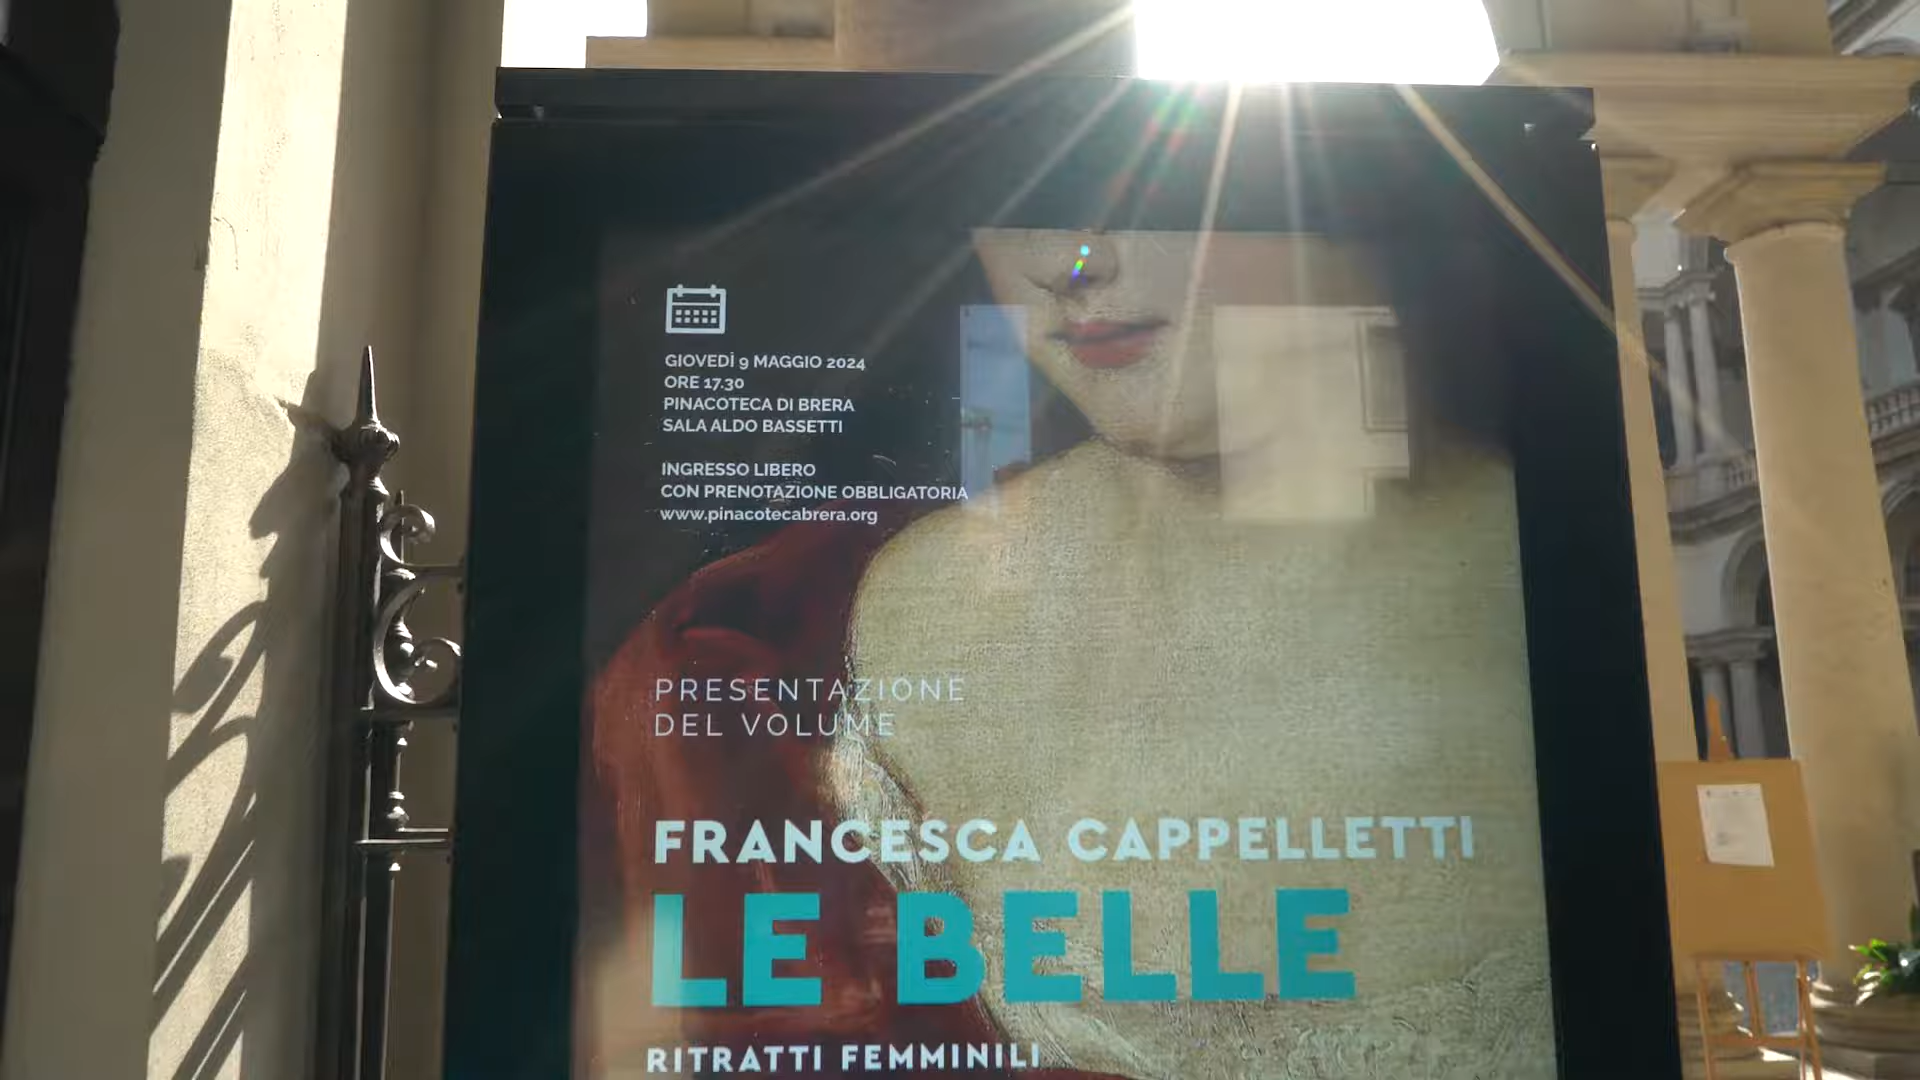 GIOVEDÌ 9 MAGGIO 2024
ORE 17.30
PINACOTECA DI BRERA
SALA ALDO BASSETTI
INGRESSO LIBERO
CON PRENOTAZIONE OBBLIGATORIA
www.pinacotecabrera.org
PRESENTAZIONE
DEL VOLUME
FRANCESCA CAPPELLETTI
LE BELLE
RITRATTI FEMMINILI